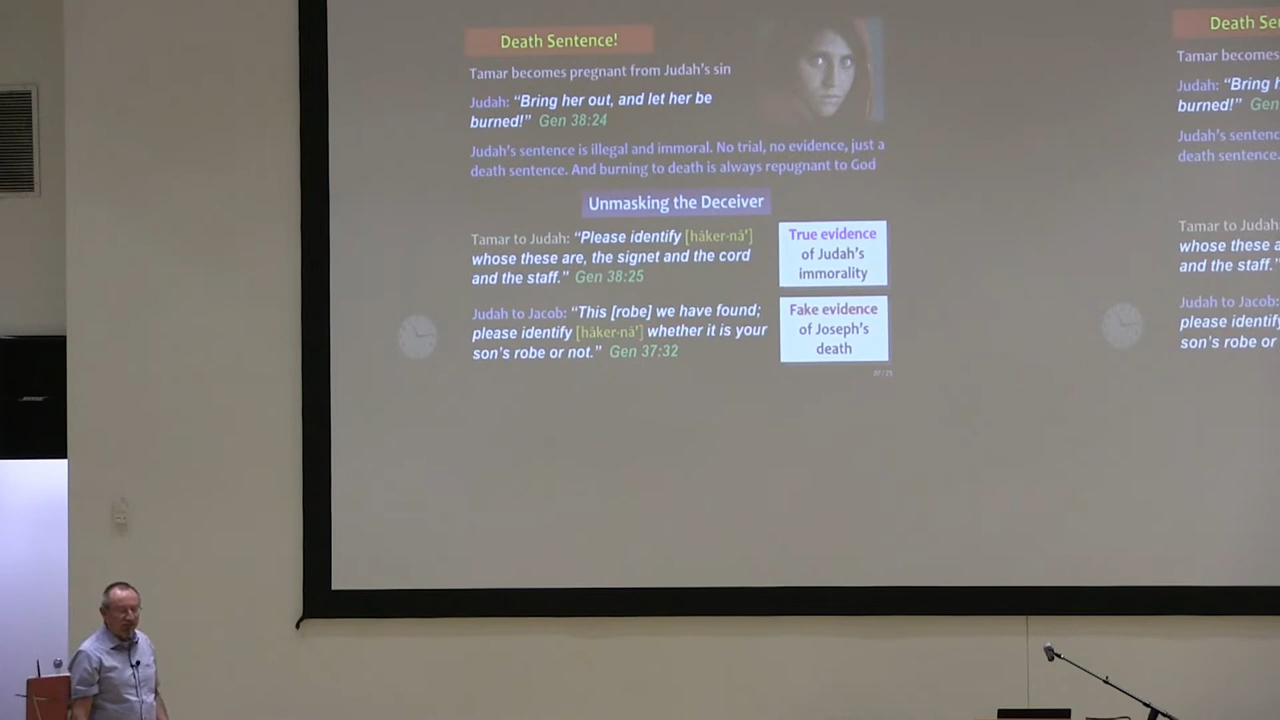 Death Sentence!
Tamar becomes pregnant from Judah's sin
Judah: “Bring her out, and let her be
burned!” Gen 38:24
Judah's sentence is illegal and immoral. No trial, no evidence, just a
death sentence. And burning to death is always repugnant to God
Unmasking the Deceiver
Tamar to Judah: “Please identify [hāker-nā’]
whose these are, the signet and the cord
and the staff.” Gen 38:25
True evidence
of Judah's
immorality
Judah to Jacob: “This [robe] we have found;
please identify [hāker-nā’] whether it is your
son's robe or not.” Gen 37:32
Fake evidence
of Joseph's
death
Death Se
Tamar becomes
Judah: “Bring h
burned!” Gen
Judah's sentenc
death sentence.
Tamar to Judah
whose these a
and the staff.”
Judah to Jacob:
please identify
son's robe or